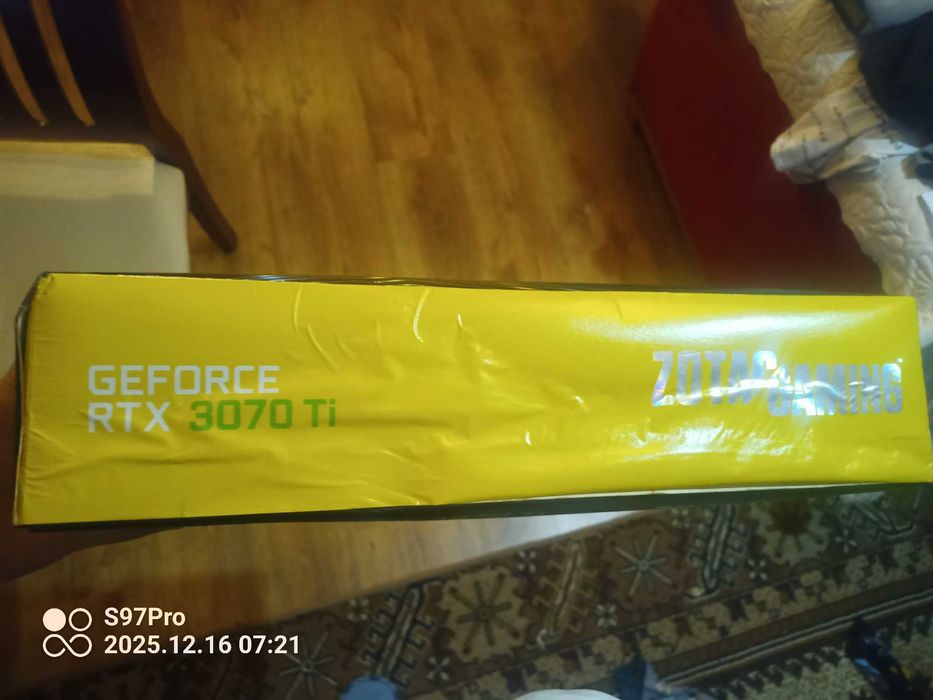 GEFORCE
RTX 3070 Ti
ZOTAC GAMING
S97Pro
2025.12.16 07:21